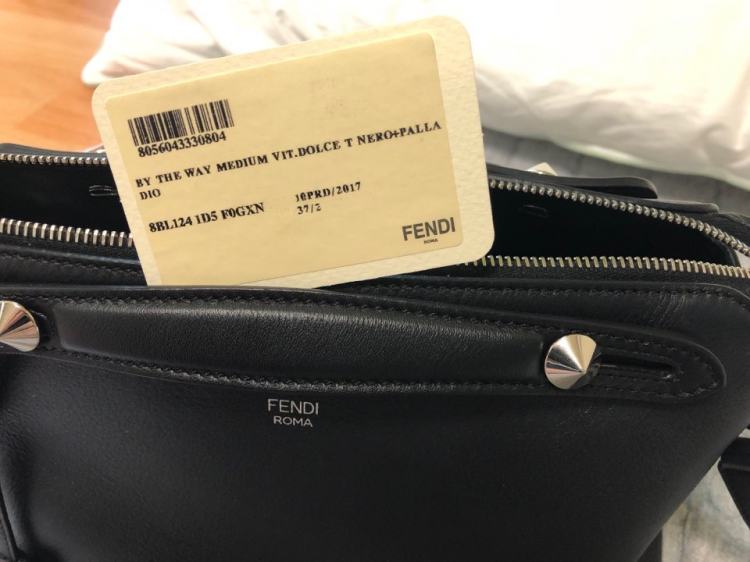 8056043330804
BY THE WAY MEDIUM VIT.DOLCE T NERO+PALLA
DIO
8BL124 1D5 F0GXN 10PRD/2017
37/2
FENDI
ROMA
FENDI
ROMA